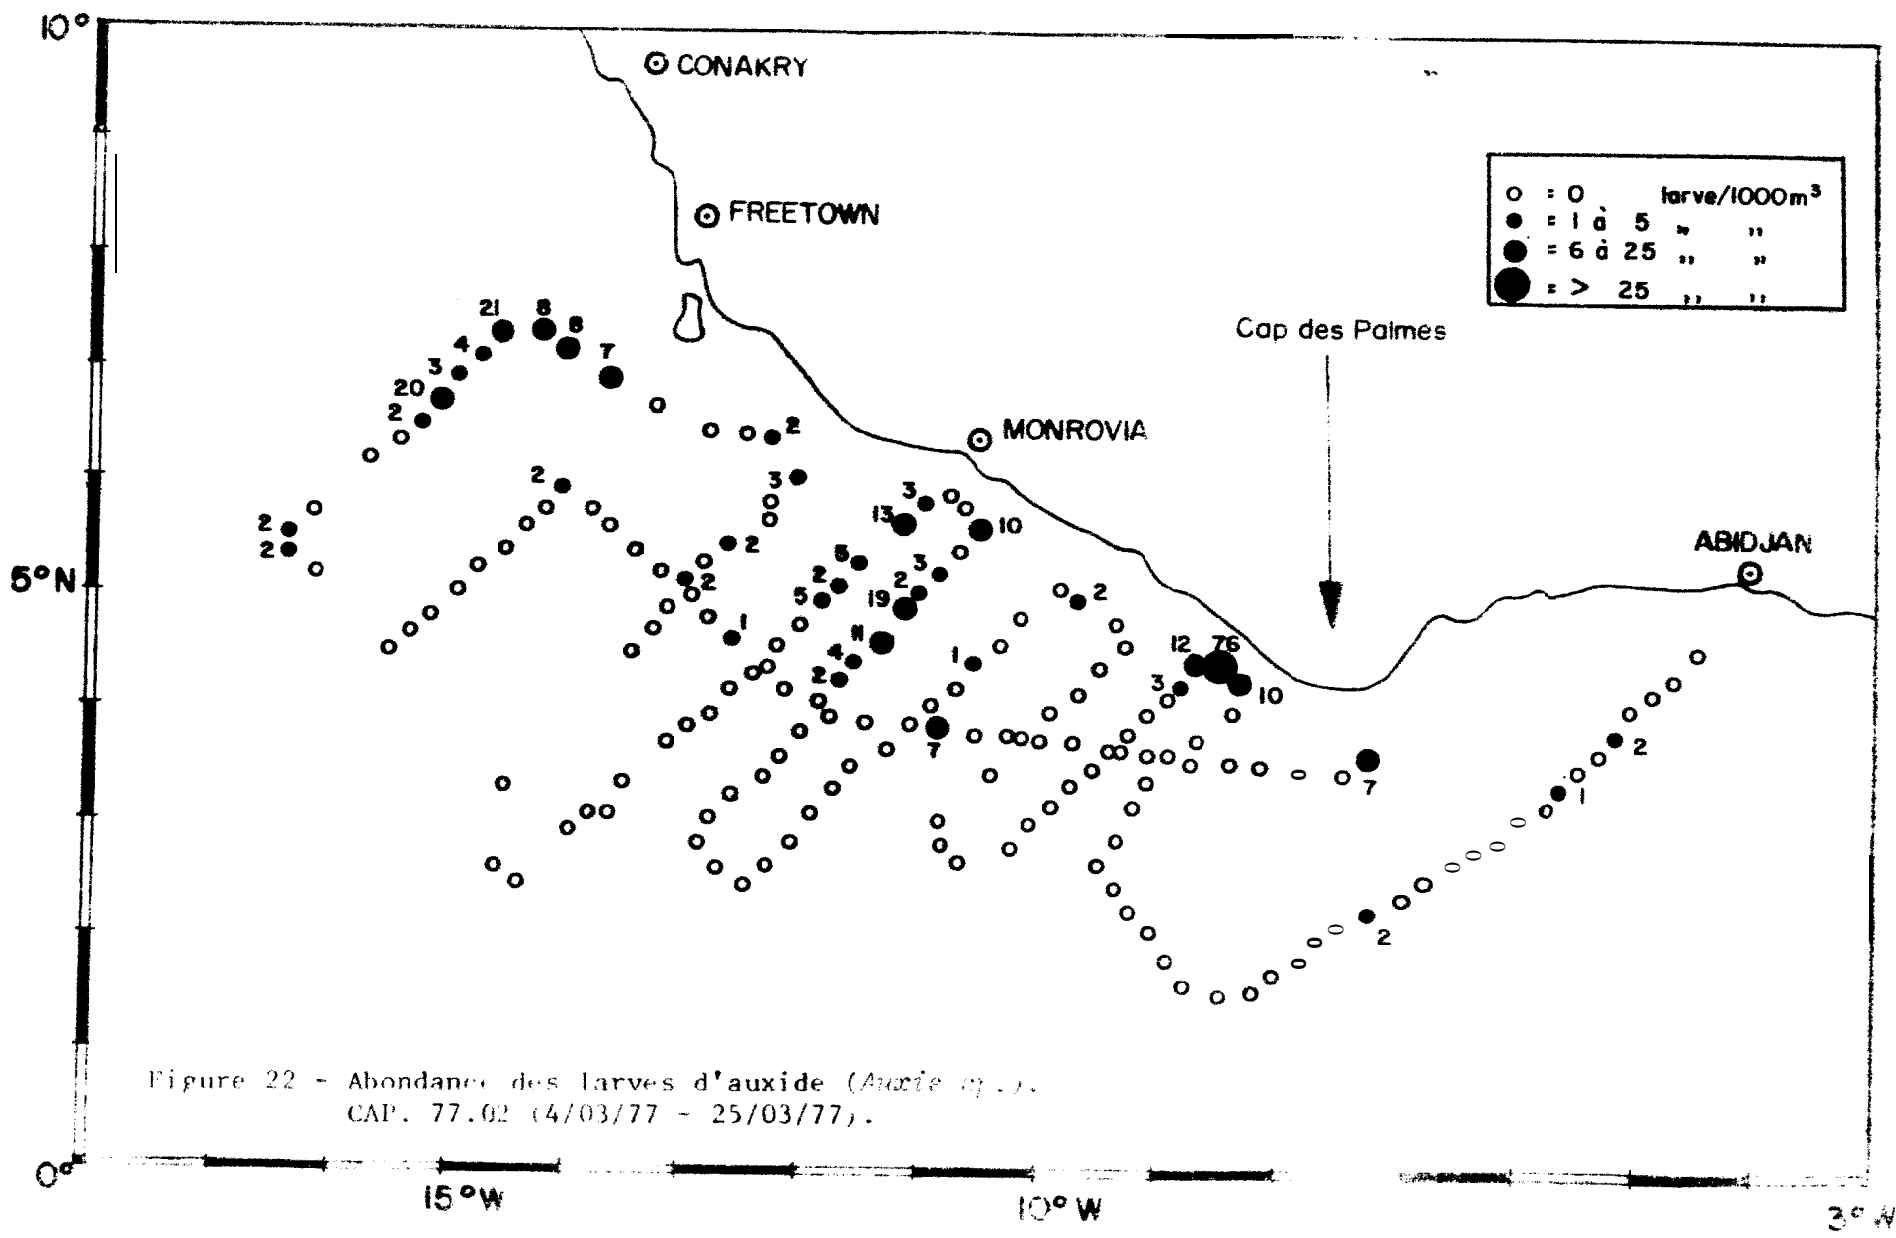 10°
CONAKRY
FREETOWN
o = 0 larve/1000m³
● = 1 à 5 ,, ,,
● = 6 à 25 ,, ,,
● = > 25 ,, ,,
Cap des Palmes
21 8 8
4 7
3
20
2 2
MONROVIA
2 3
3
13 10
2
2
2
ABIDJAN
5°N
5 3
2 2
5 19
2 2
1 11
4 1
2
12 76
3 10
7
2
7
1
2
Figure 22 - Abondance des larves d'auxide
CAP. 77.02 (4/03/77 - 25/03/77).
0°
15°W
10°W
3°W